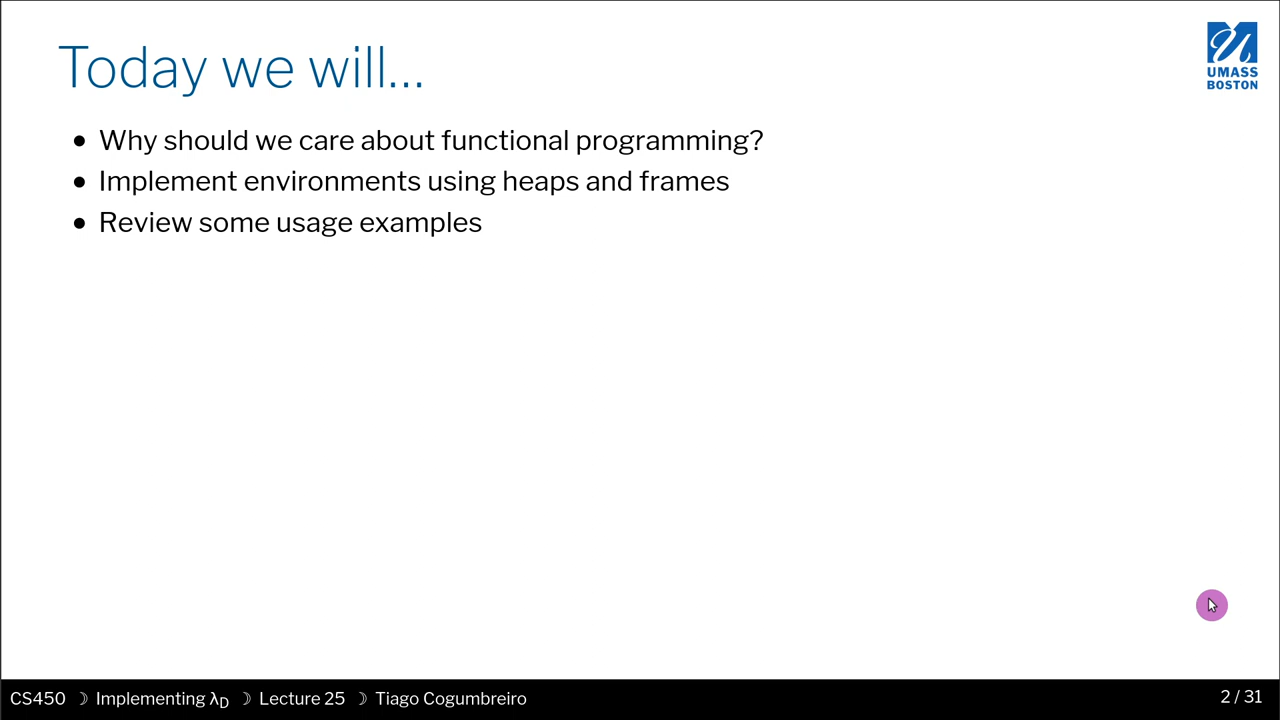 Today we will...
UMASS
BOSTON
• Why should we care about functional programming?
• Implement environments using heaps and frames
• Review some usage examples
CS450 ☽ Implementing λD ☽ Lecture 25 ☽ Tiago Cogumbreiro
2 / 31